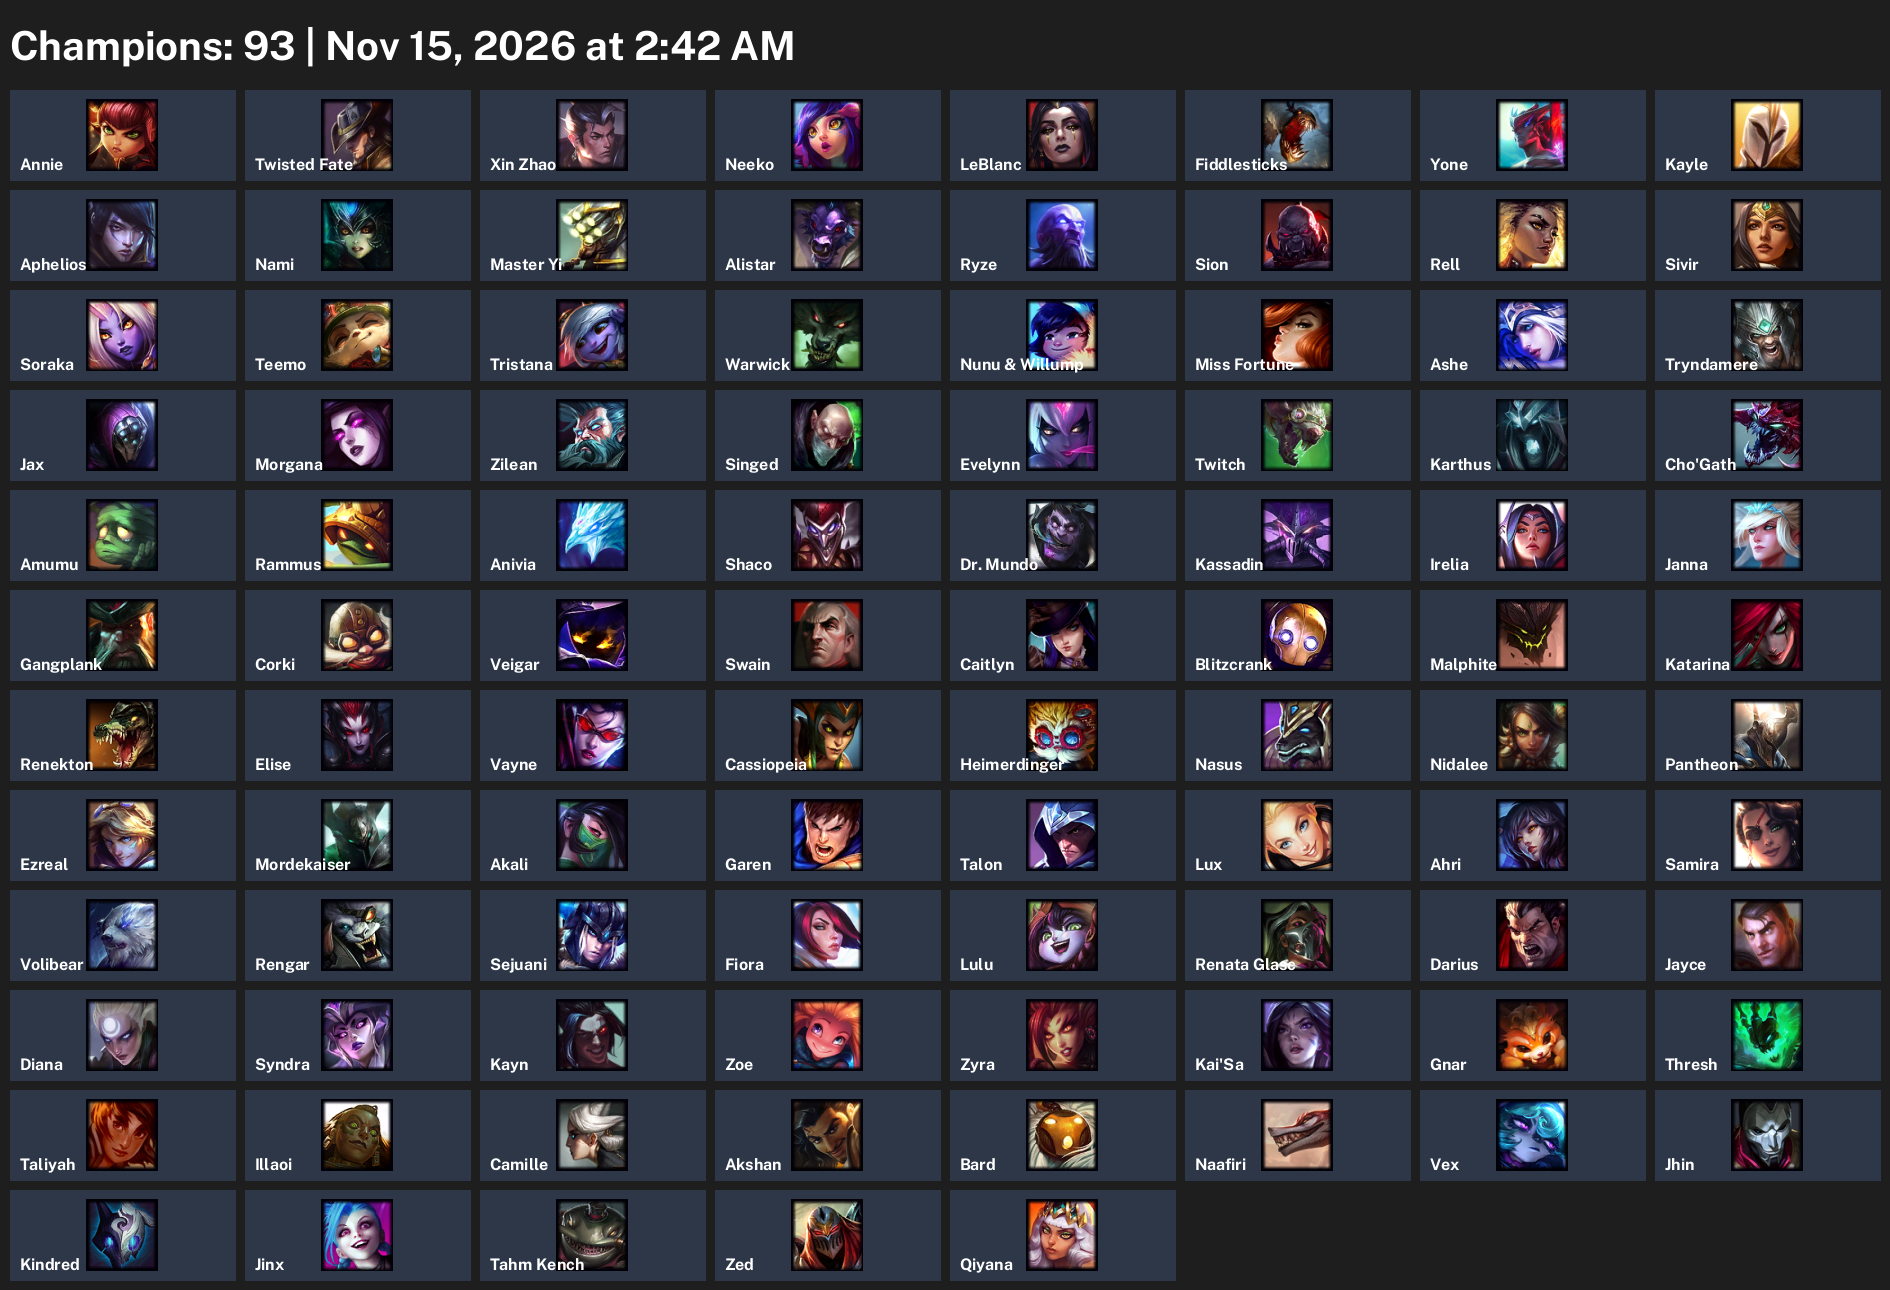 Champions: 93 | Nov 15, 2026 at 2:42 AM
Annie Twisted Fate Xin Zhao Neeko LeBlanc Fiddlesticks Yone Kayle
Aphelios Nami Master Yi Alistar Ryze Sion Rell Sivir
Soraka Teemo Tristana Warwick Nunu & Willump Miss Fortune Ashe Tryndamere
Jax Morgana Zilean Singed Evelynn Twitch Karthus Cho'Gath
Amumu Rammus Anivia Shaco Dr. Mundo Kassadin Irelia Janna
Gangplank Corki Veigar Swain Caitlyn Blitzcrank Malphite Katarina
Renekton Elise Vayne Cassiopeia Heimerdinger Nasus Nidalee Pantheon
Ezreal Mordekaiser Akali Garen Talon Lux Ahri Samira
Volibear Rengar Sejuani Fiora Lulu Renata Glasc Darius Jayce
Diana Syndra Kayn Zoe Zyra Kai'Sa Gnar Thresh
Taliyah Illaoi Camille Akshan Bard Naafiri Vex Jhin
Kindred Jinx Tahm Kench Zed Qiyana